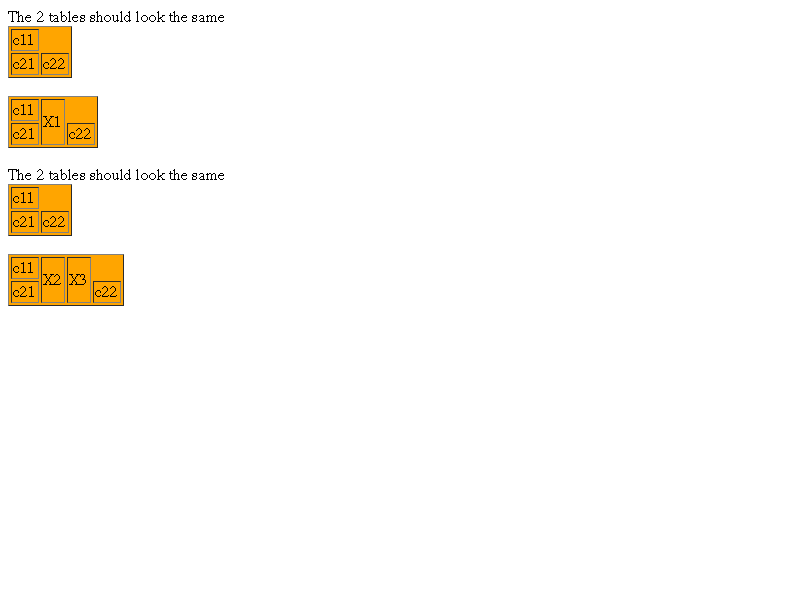 The 2 tables should look the same
c11
c21 c22
c11
X1
c21 c22
The 2 tables should look the same
c11
c21 c22
c11
X2 X3
c21 c22